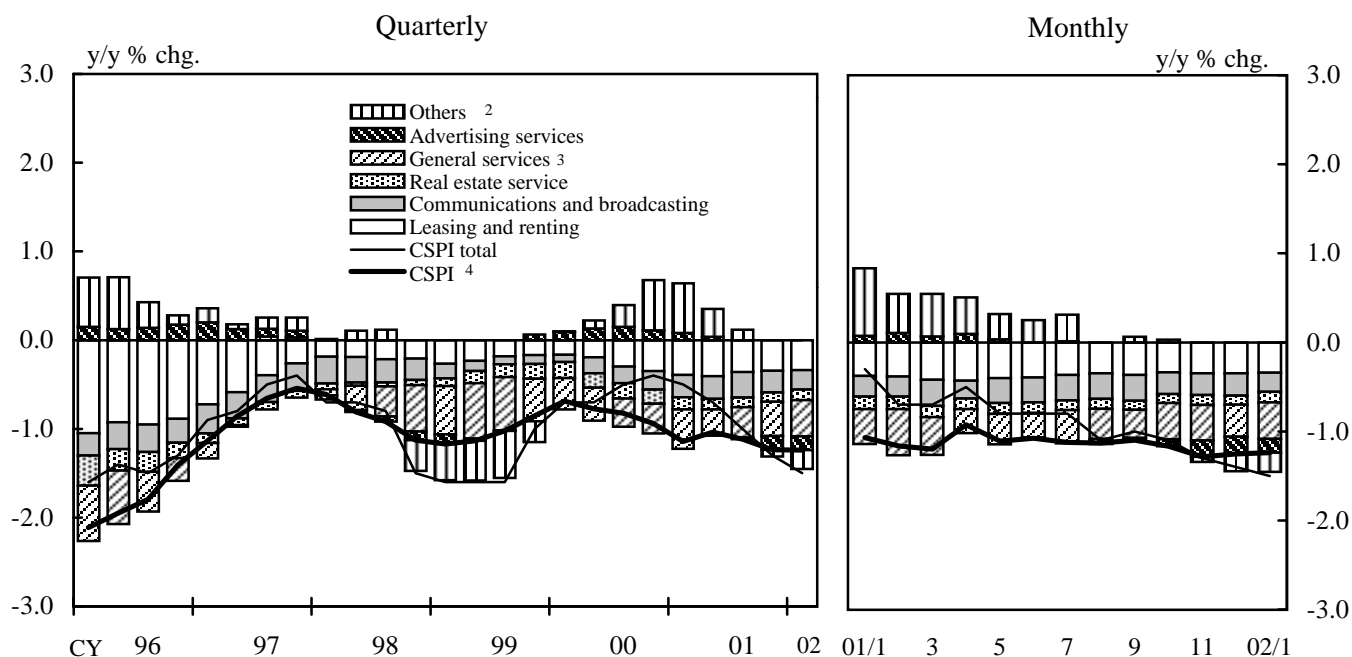 Quarterly
Monthly
y/y % chg.
y/y % chg.
3.0
2.0
1.0
0.0
-1.0
-2.0
-3.0
Others 2
Advertising services
General services 3
Real estate service
Communications and broadcasting
Leasing and renting
CSPI total
CSPI 4
3.0
2.0
1.0
0.0
-1.0
-2.0
-3.0
CY 96 97 98 99 00 01 02
01/1 3 5 7 9 11 02/1